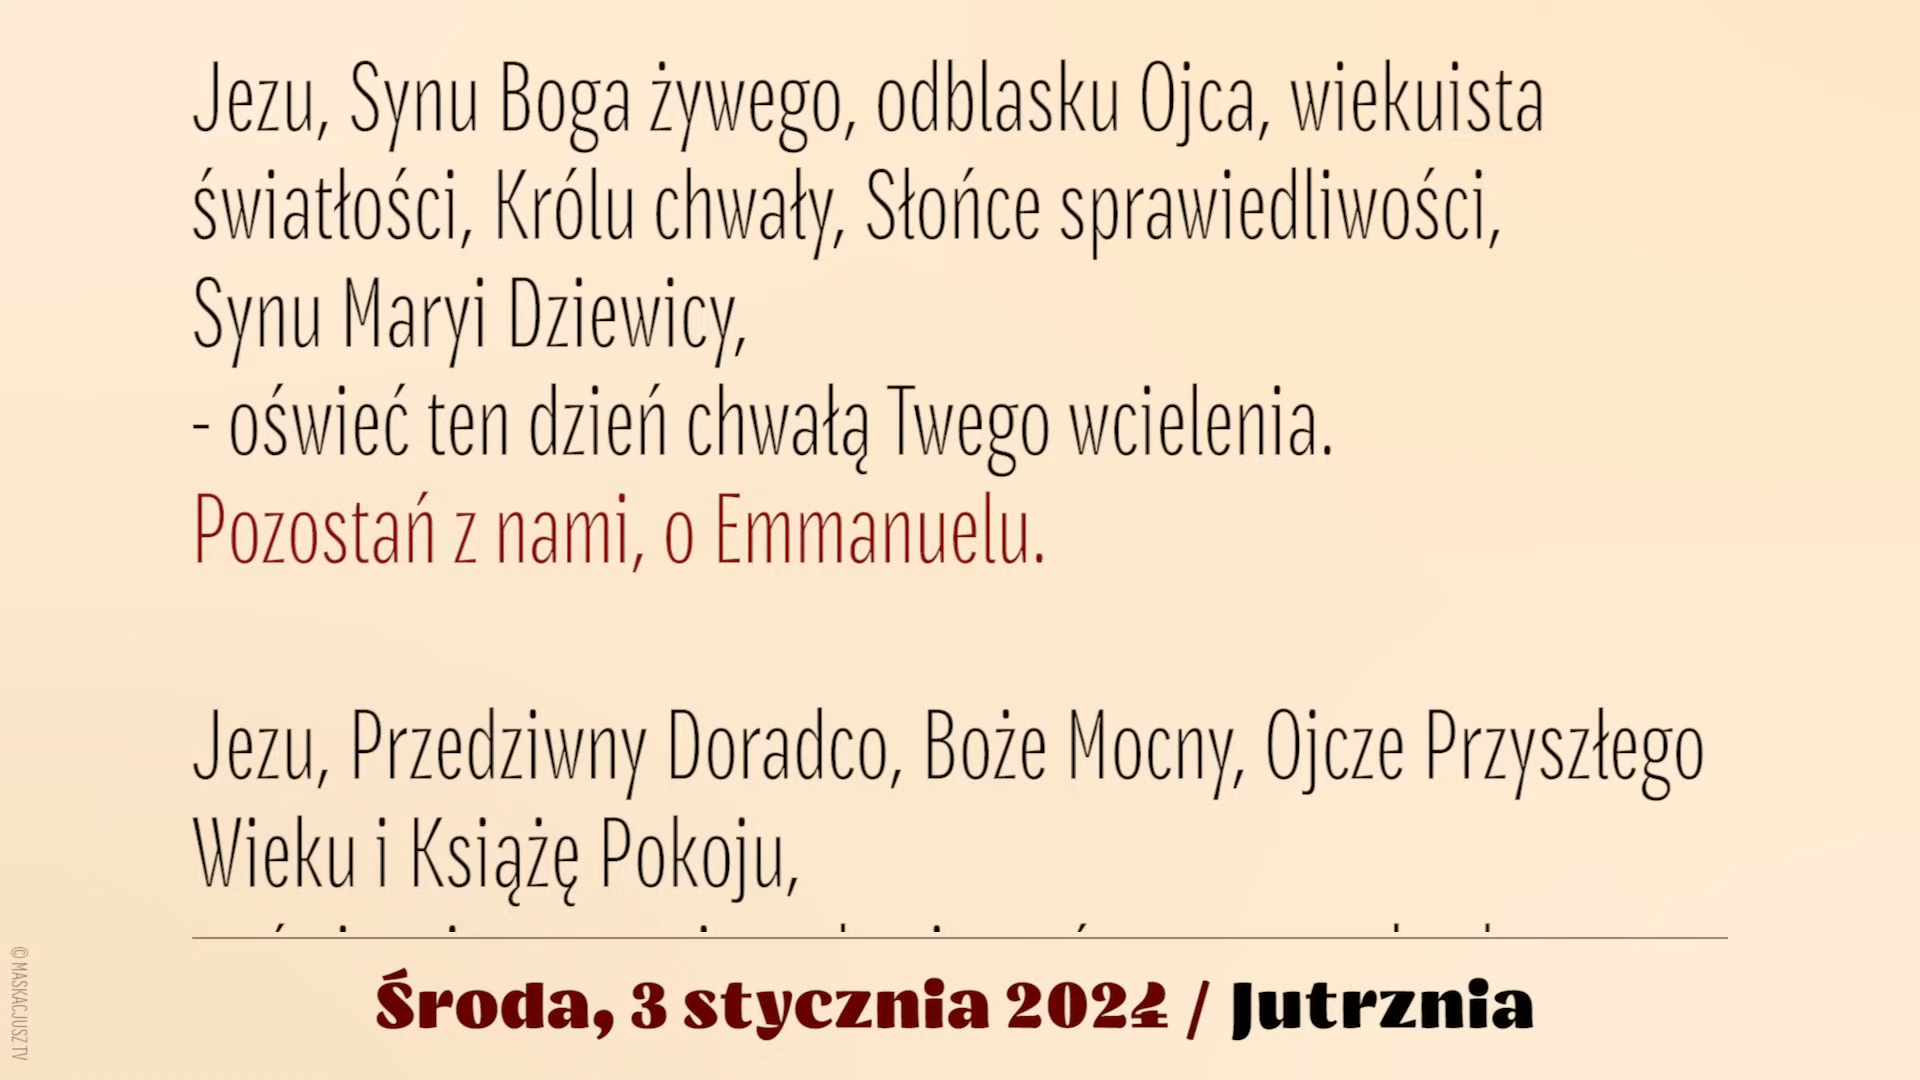 Jezu, Synu Boga żywego, odblasku Ojca, wiekuista
światłości, Królu chwały, Słońce sprawiedliwości,
Synu Maryi Dziewicy,
- oświeć ten dzień chwałą Twego wcielenia.
Pozostań z nami, o Emmanuelu.
Jezu, Przedziwny Doradco, Boże Mocny, Ojcze Przyszłego
Wieku i Książę Pokoju,
Środa, 3 stycznia 2024 / Jutrznia
© MASKACJUSZ TV